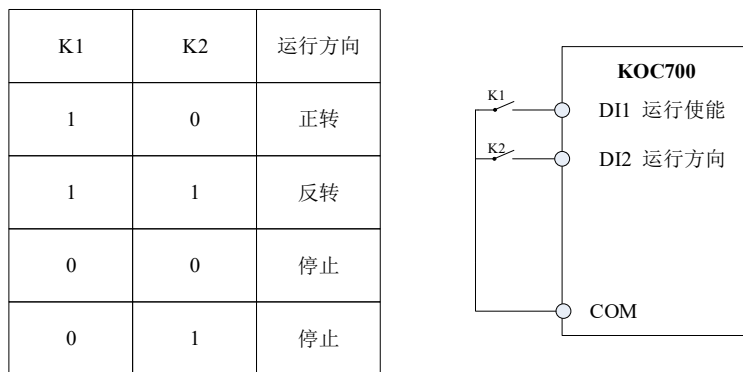 K1 K2 运行方向
1 0 正转
1 1 反转
0 0 停止
0 1 停止
KOC700
K1 DI1 运行使能
K2 DI2 运行方向
COM